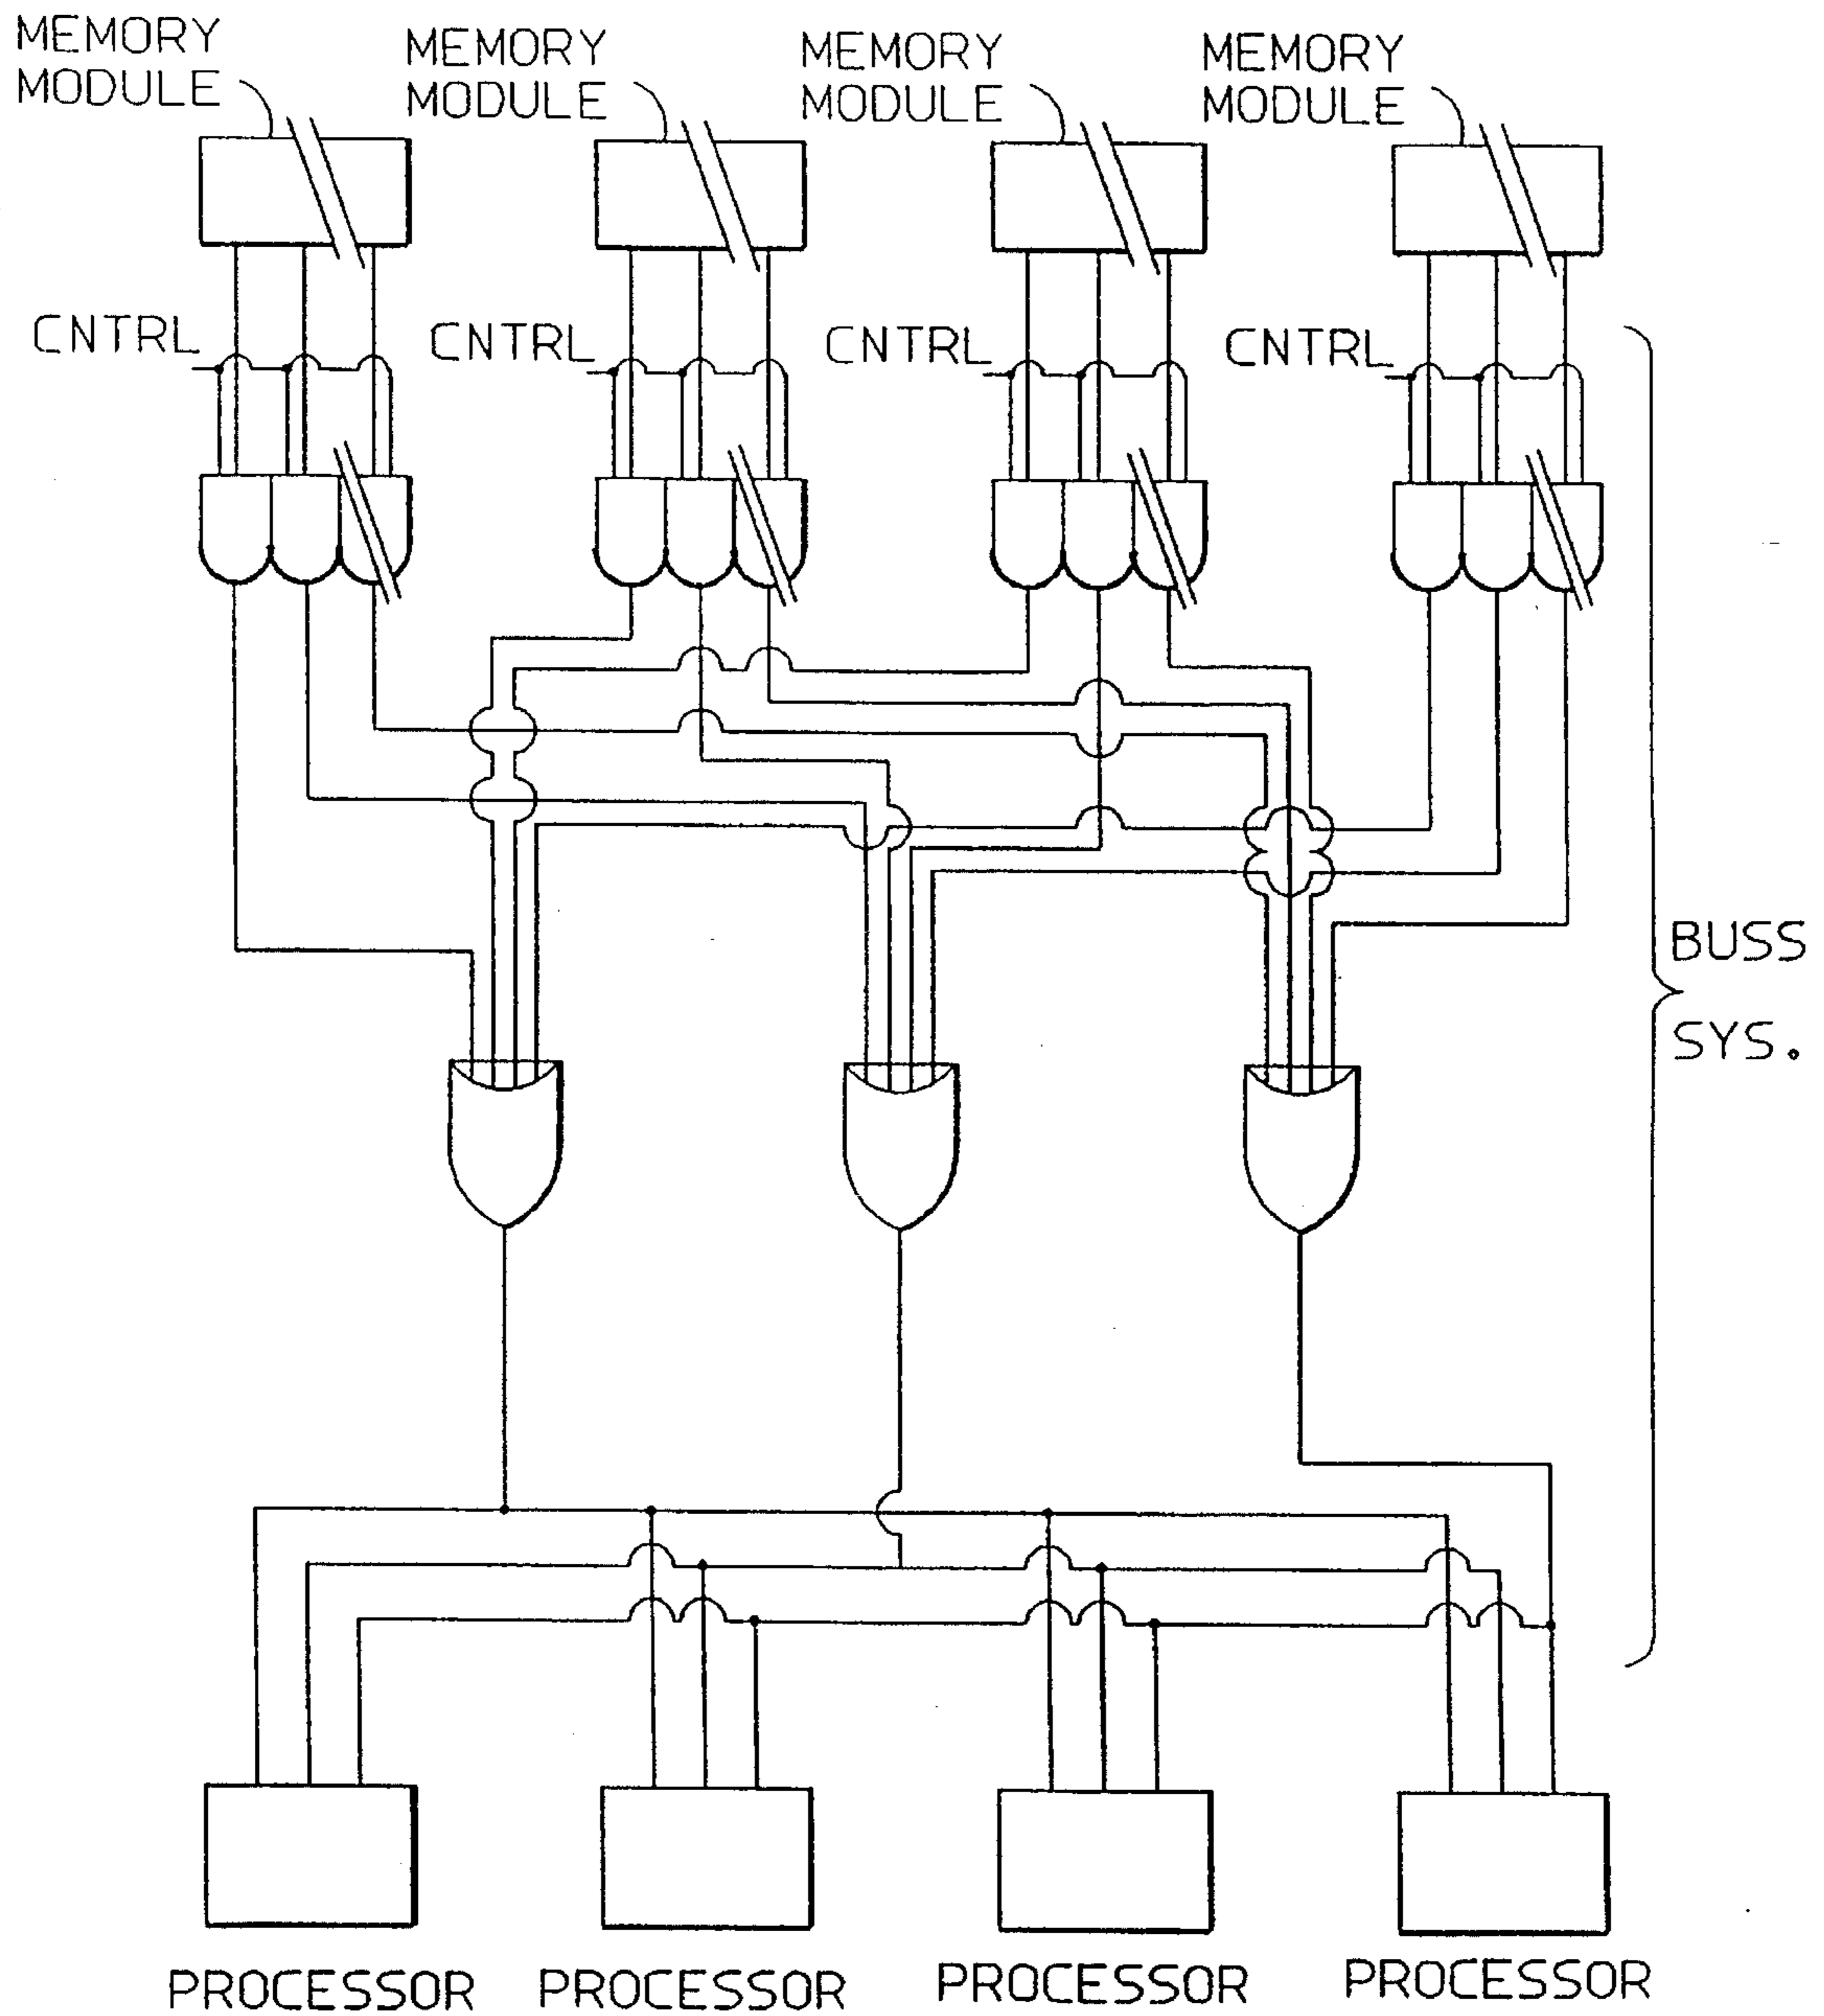 MEMORY
MODULE
MEMORY
MODULE
MEMORY
MODULE
MEMORY
MODULE
CNTRL
CNTRL
CNTRL
CNTRL
BUSS
SYS.
PROCESSOR
PROCESSOR
PROCESSOR
PROCESSOR